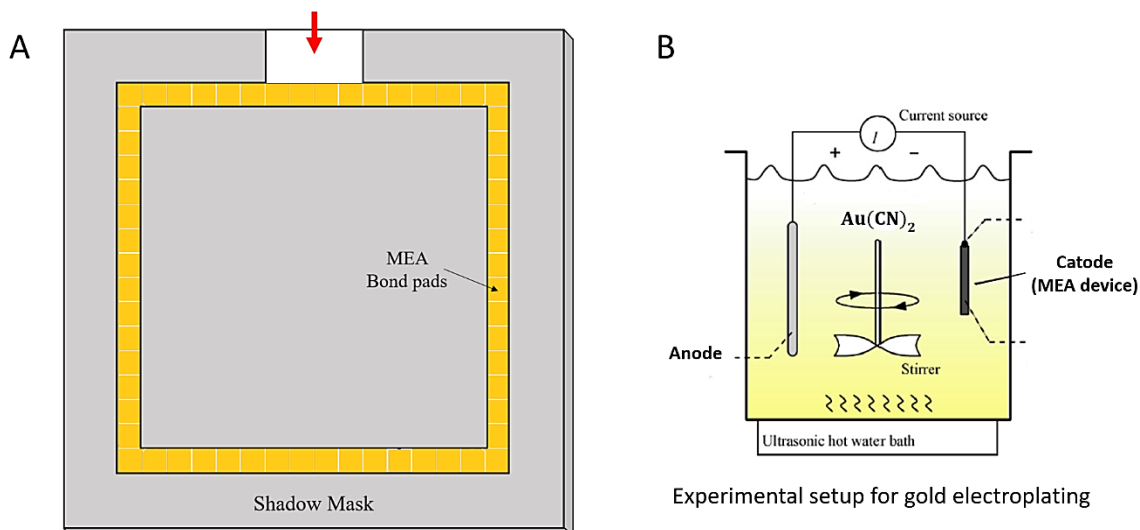 A
MEA
Bond pads
Shadow Mask
B
Current source
I
+ −
Au(CN)₂
Catode
(MEA device)
Anode
Stirrer
Ultrasonic hot water bath
Experimental setup for gold electroplating